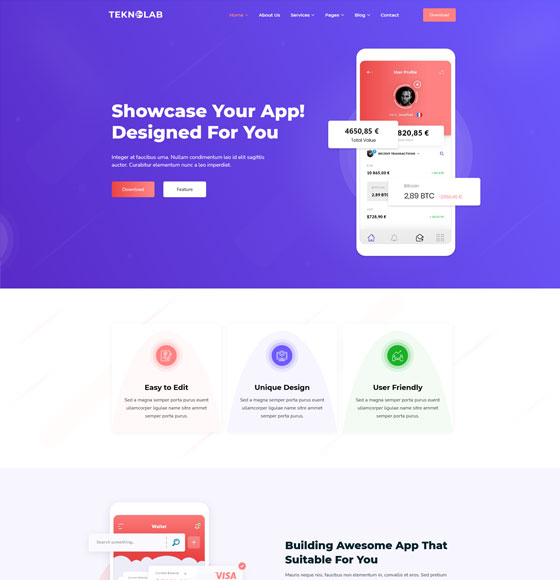 TEKNOLAB
Home
About Us
Services
Pages
Blog
Contact
Download
Showcase Your App!
Designed For You
Integer at faucibus urna. Nullam condimentum leo id elit sagittis
auctor. Curabitur elementum nunc a leo imperdiet.
Download
Feature
User Profile
4650,85 €
Total Value
820,85 €
RECENT TRANSACTIONS
10 865,00 €
Bitcoin
2,89 BTC
2,89 BTC
$728,90 €
Easy to Edit
Sed a magna semper porta purus euent
ullamcorper ligulae name sitre ammet
semper porta purus.
Unique Design
Sed a magna semper porta purus euent
ullamcorper ligulae name sitre ammet
semper porta purus.
User Friendly
Sed a magna semper porta purus euent
ullamcorper ligulae name sitre ammet
semper porta purus.
Wallet
Search something..
VISA
Building Awesome App That
Suitable For You
Mauris neque nisi, faucibus non elementum in, convallis et eros. Sed pretium